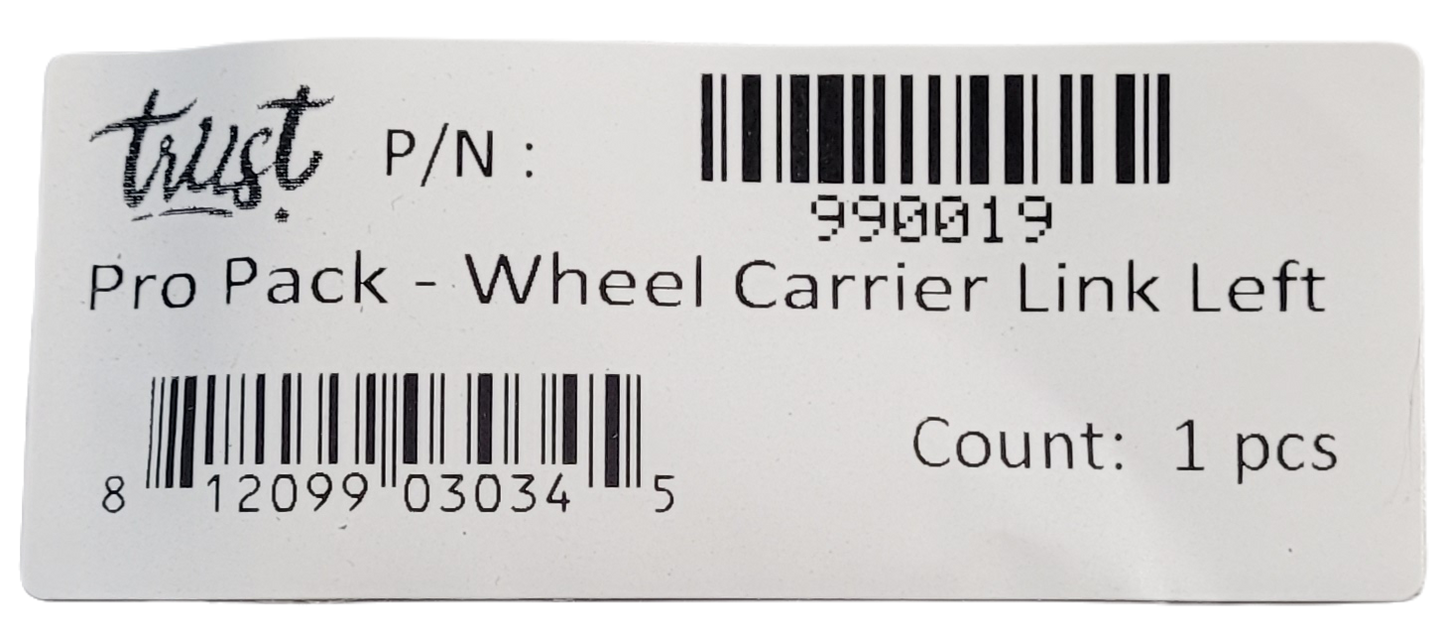 trust. P/N :
990019
Pro Pack - Wheel Carrier Link Left
8 12099 03034 5
Count: 1 pcs